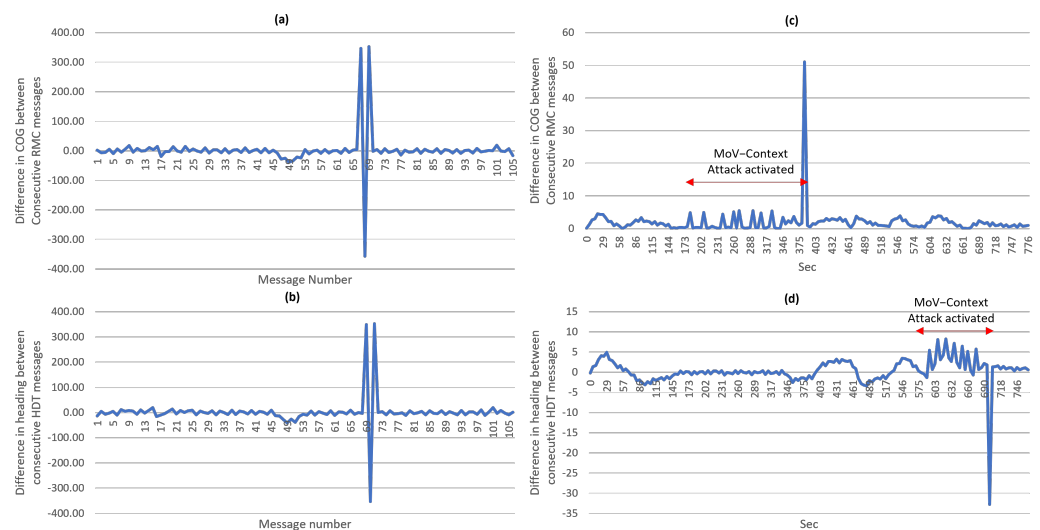 (a)
Difference in COG between
Consecutive RMC messages
400.00
300.00
200.00
100.00
0.00
-100.00
-200.00
-300.00
-400.00
1 5 9 13 17 21 25 29 33 37 41 45 49 53 57 61 65 69 73 77 81 85 89 93 97 101 105
Message Number
(b)
Difference in heading between
consecutive HDT messages
400.00
300.00
200.00
100.00
0.00
-100.00
-200.00
-300.00
-400.00
1 5 9 13 17 21 25 29 33 37 41 45 49 53 57 61 65 69 73 77 81 85 89 93 97 101 105
Message number
(c)
Difference in COG between
Consecutive RMC messages
60
50
40
30
20
10
0
MoV−Context
Attack activated
0 29 58 86 115 144 173 202 231 260 289 317 346 375 403 432 461 489 518 546 574 604 632 661 689 718 747 776
Sec
(d)
Difference in heading between
consecutive HDT messages
15
10
5
0
-5
-10
-15
-20
-25
-30
-35
MoV−Context
Attack activated
0 29 57 86 116 145 173 202 231 260 289 317 346 375 403 431 460 517 546 575 603 632 660 690 718 746
Sec